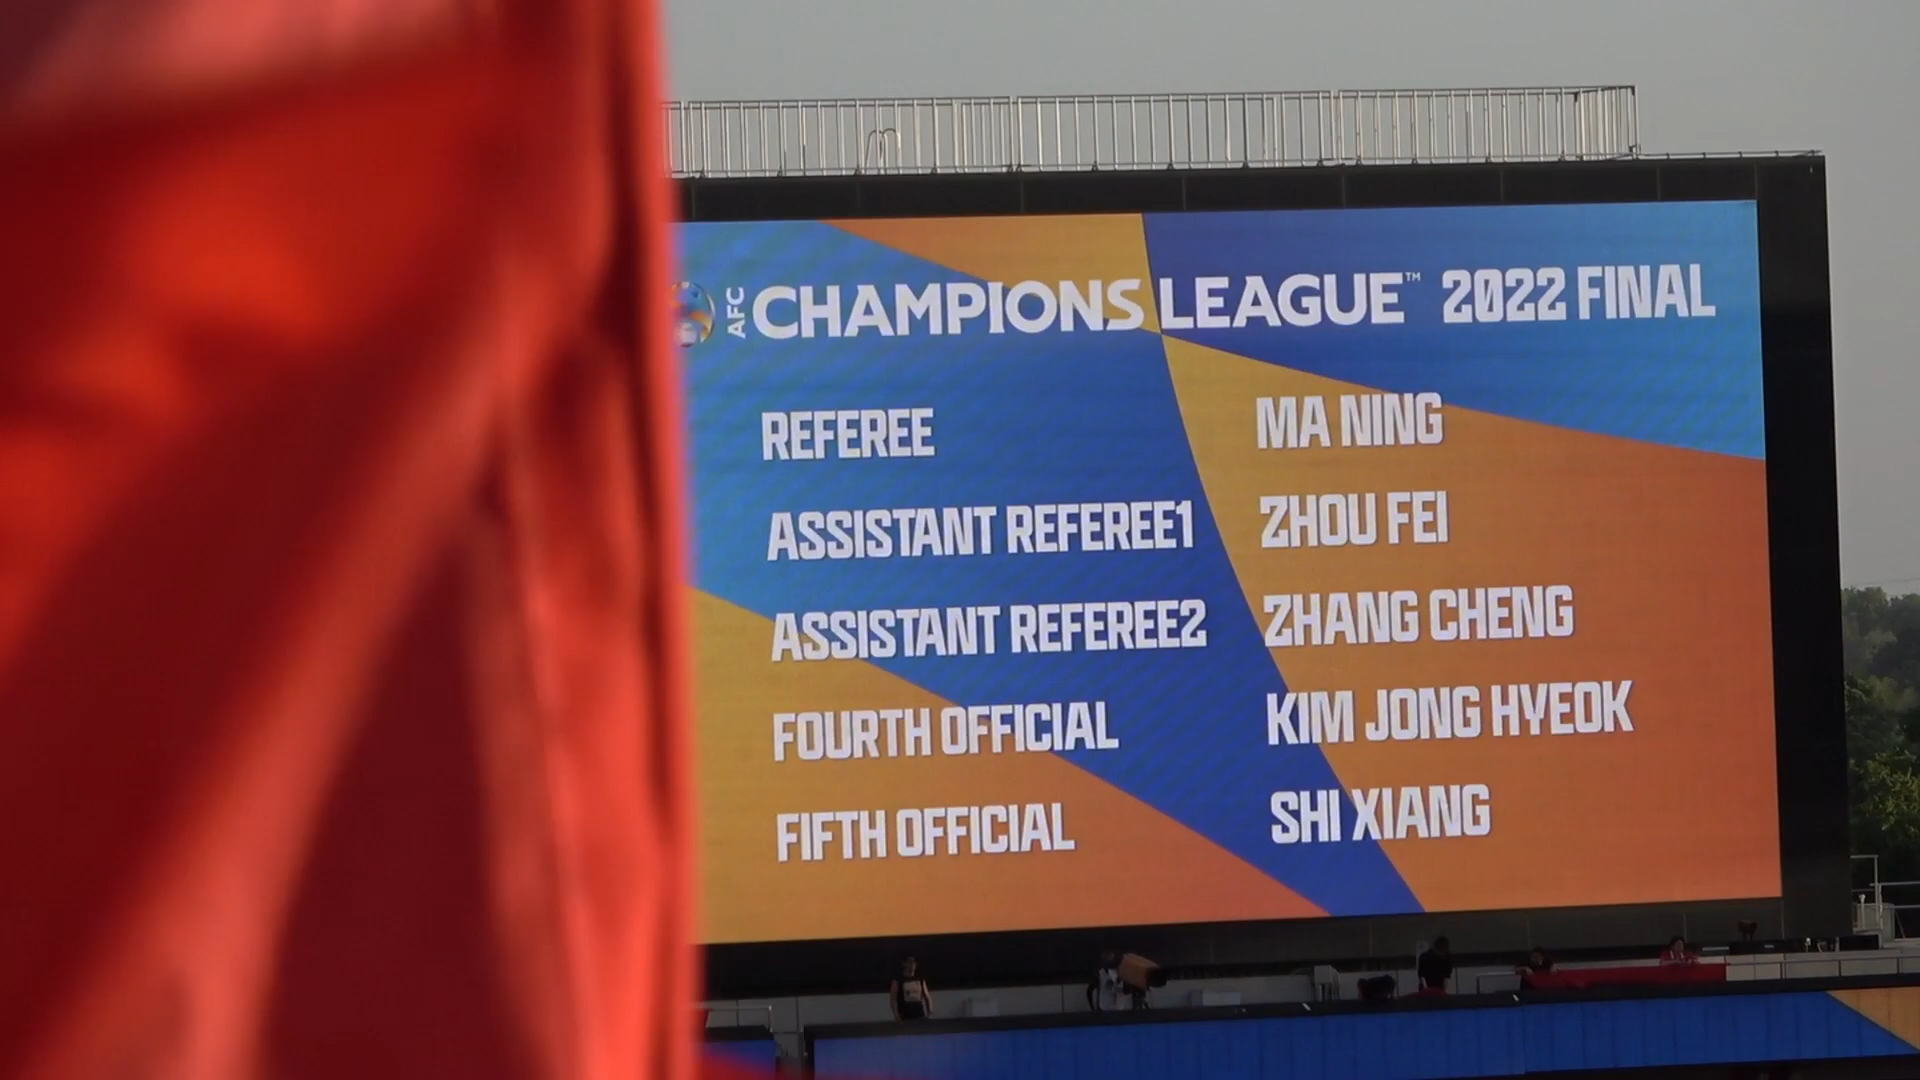 AFC CHAMPIONS LEAGUE™ 2022 FINAL
REFEREE MA NING
ASSISTANT REFEREE1 ZHOU FEI
ASSISTANT REFEREE2 ZHANG CHENG
FOURTH OFFICIAL KIM JONG HYEOK
FIFTH OFFICIAL SHI XIANG